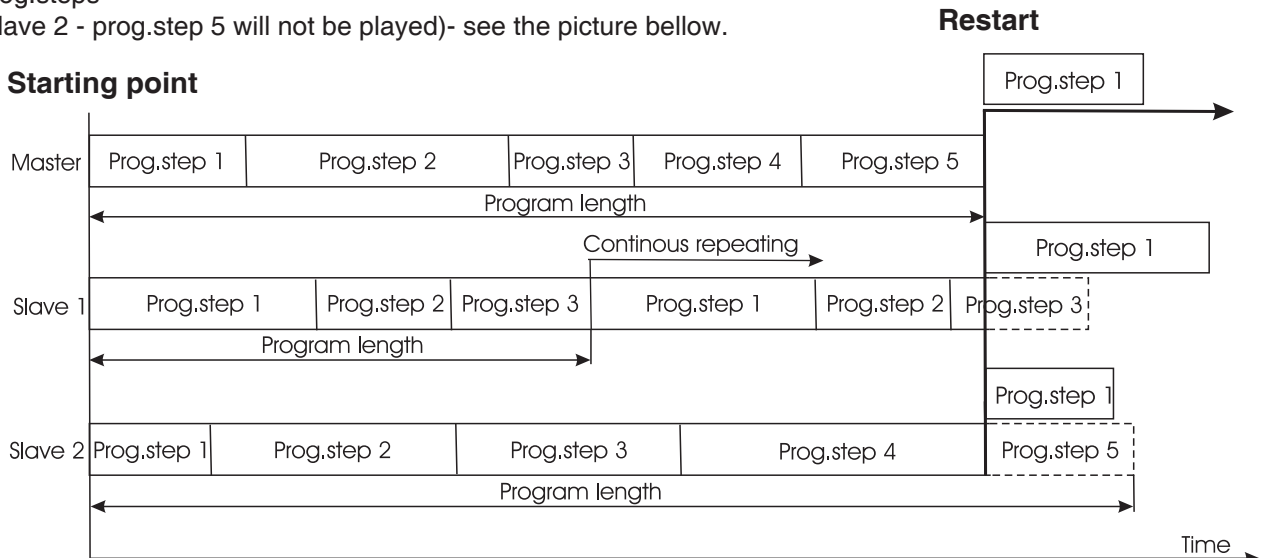 lave 2 - prog.step 5 will not be played)- see the picture bellow.
Restart
Starting point
Prog.step 1
Master Prog.step 1 Prog.step 2 Prog.step 3 Prog.step 4 Prog.step 5
Program length
Continous repeating
Prog.step 1
Slave 1 Prog.step 1 Prog.step 2 Prog.step 3 Prog.step 1 Prog.step 2 Prog.step 3
Program length
Prog.step 1
Slave 2 Prog.step 1 Prog.step 2 Prog.step 3 Prog.step 4 Prog.step 5
Program length
Time